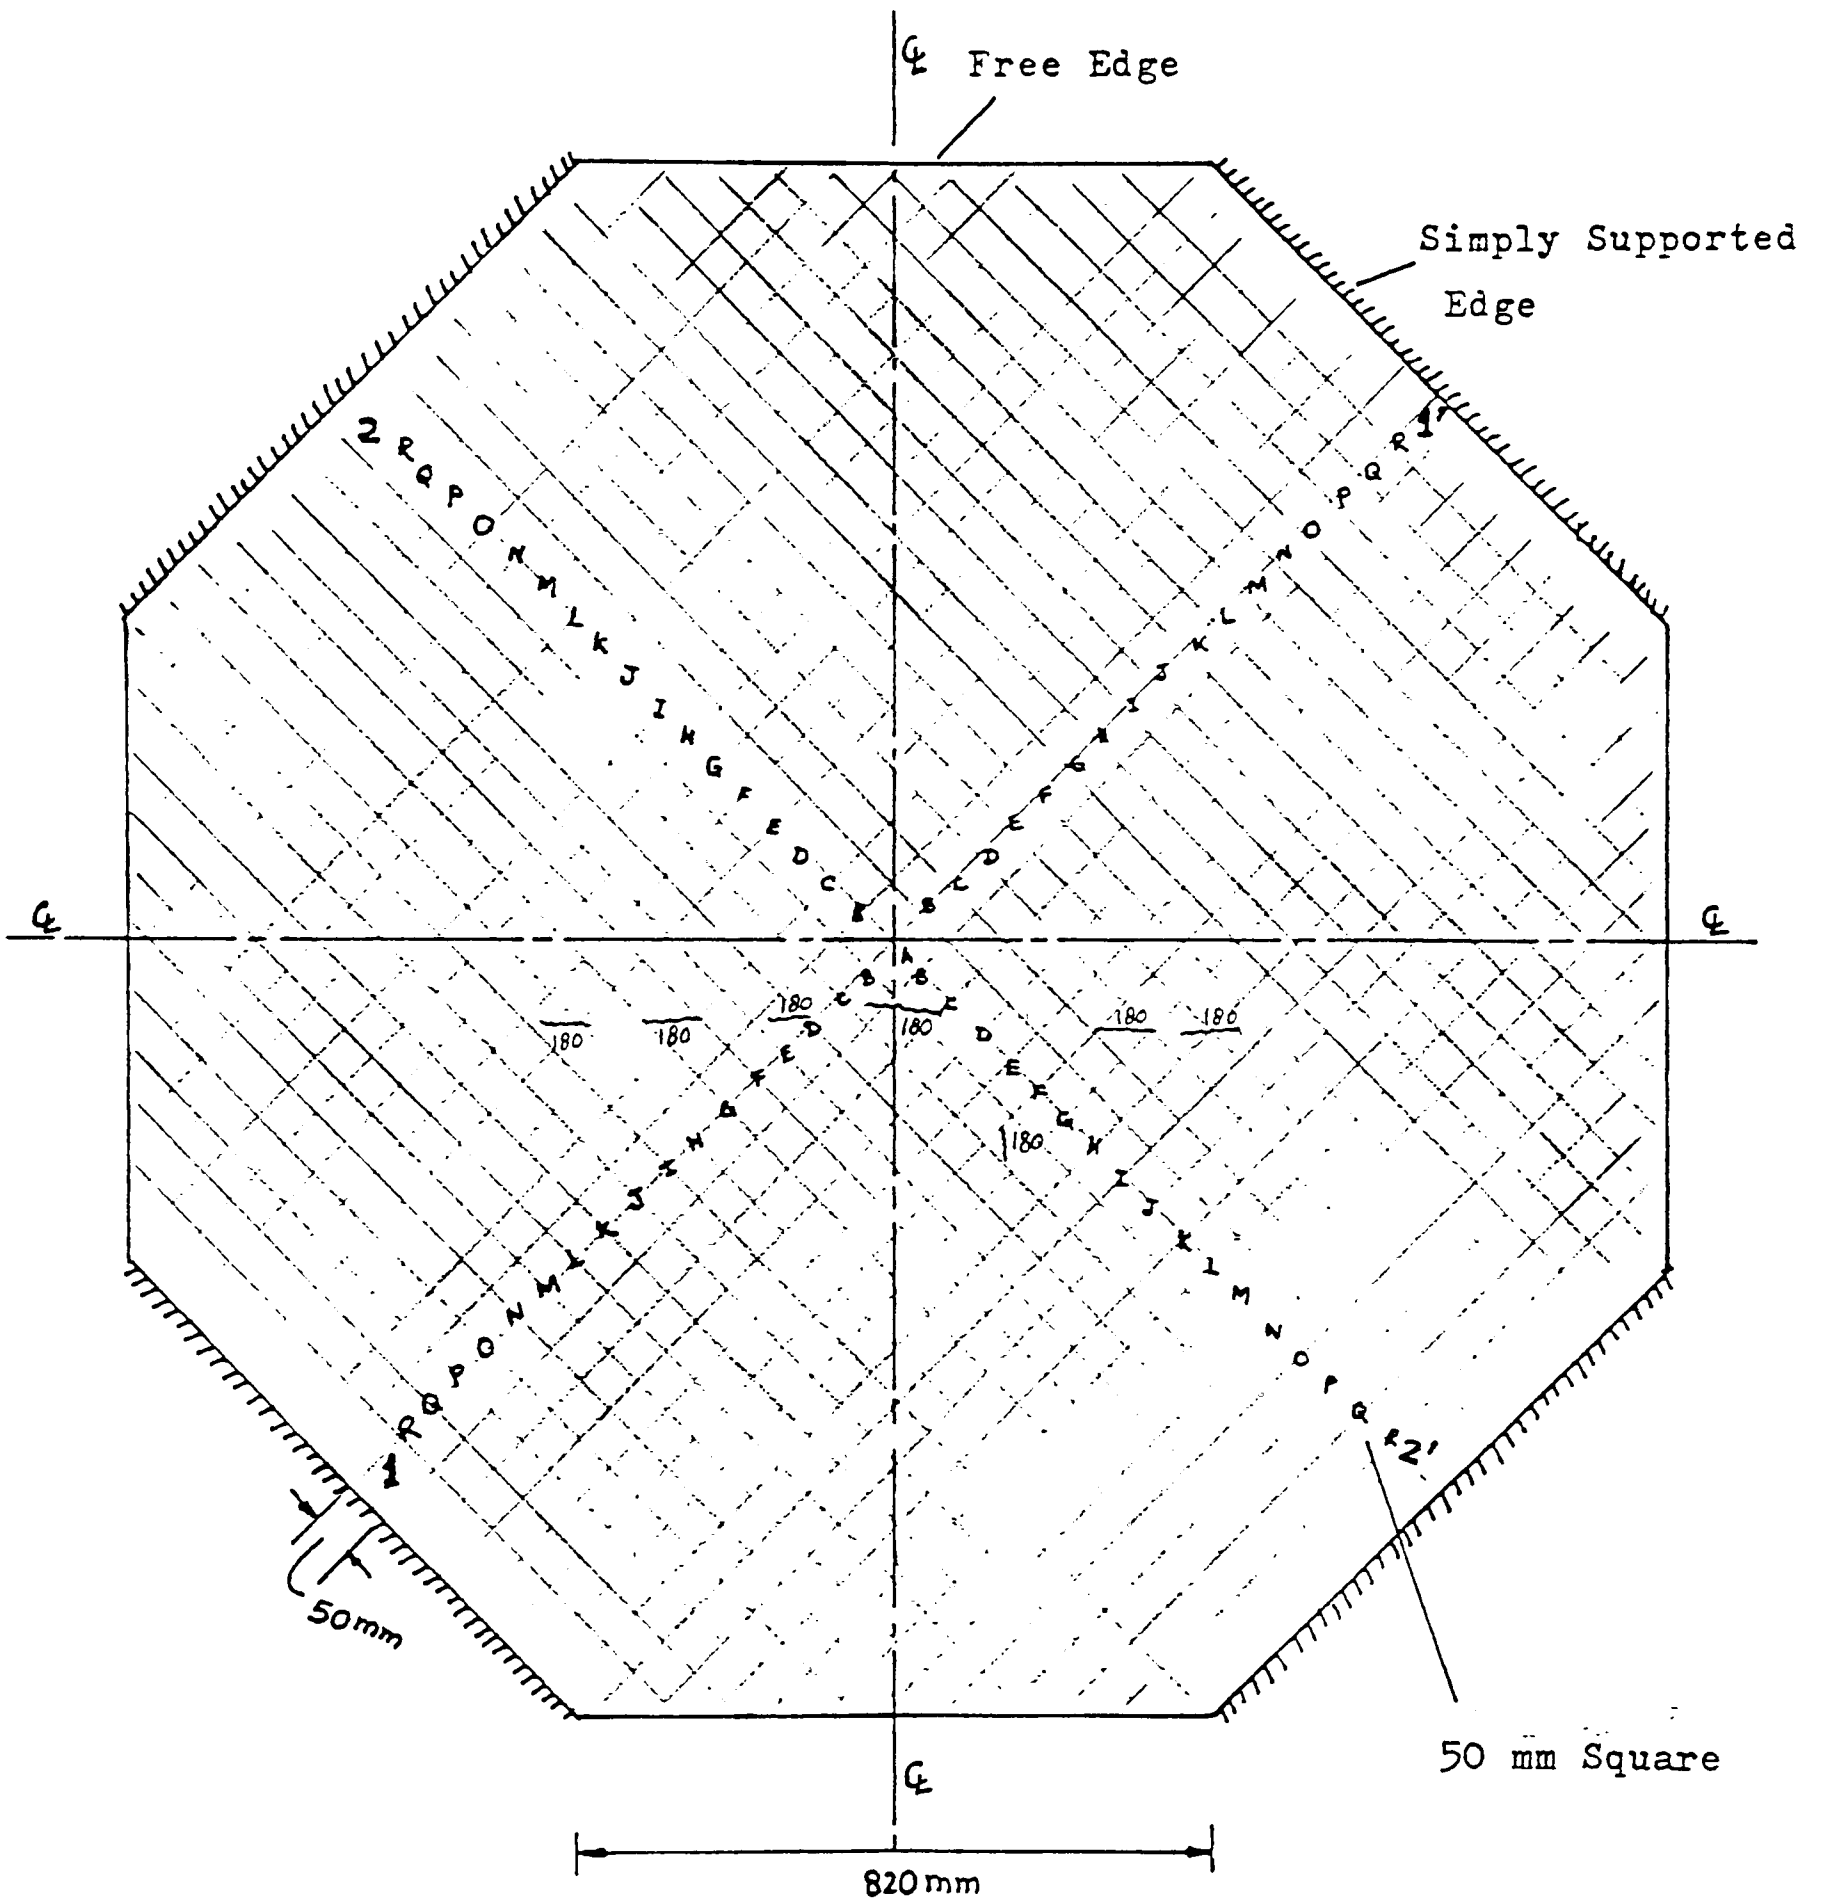 ℄ Free Edge
Simply Supported
Edge
2 R Q P O N M L K J I H G F E D C B
B C D E F G H I J K L M N O P Q R 1'
℄ ℄
A
B B
C C
180 180 180 180 180 180
180
D E F G H I J K L M N O P Q R 1
D E F G H I J K L M N O P Q R 2'
50mm
50 mm Square
℄
820mm